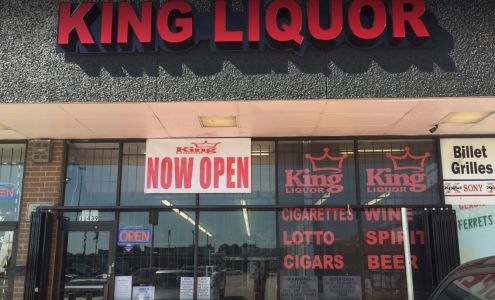 KING LIQUOR
King
NOW OPEN
King
LIQUOR
King
LIQUOR
CIGARETTES
LOTTO
CIGARS
WINE
SPIRIT
BEER
OPEN
Billet
Grilles
SONY
FERRETS